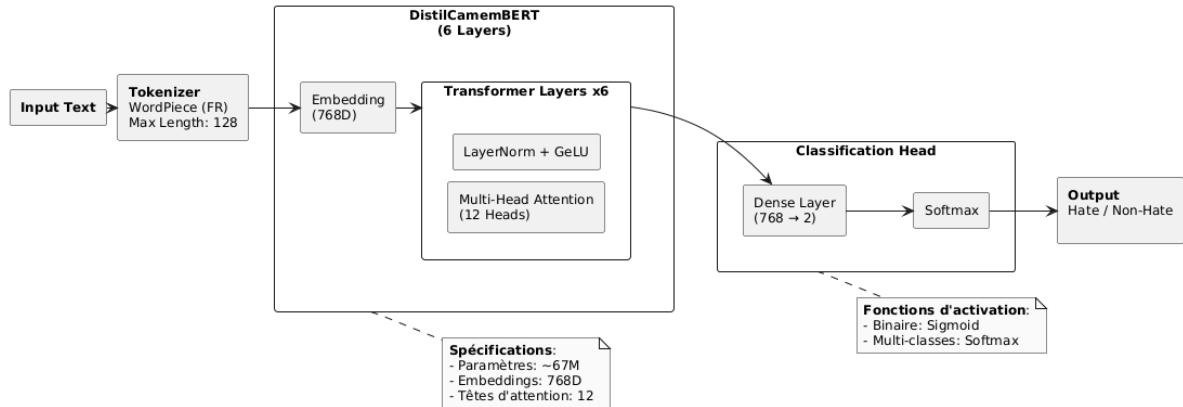 DistilCamemBERT
(6 Layers)
Input Text
Tokenizer
WordPiece (FR)
Max Length: 128
Embedding
(768D)
Transformer Layers x6
LayerNorm + GeLU
Multi-Head Attention
(12 Heads)
Classification Head
Dense Layer
(768 → 2)
Softmax
Output
Hate / Non-Hate
Spécifications:
- Paramètres: ~67M
- Embeddings: 768D
- Têtes d'attention: 12
Fonctions d'activation:
- Binaire: Sigmoid
- Multi-classes: Softmax